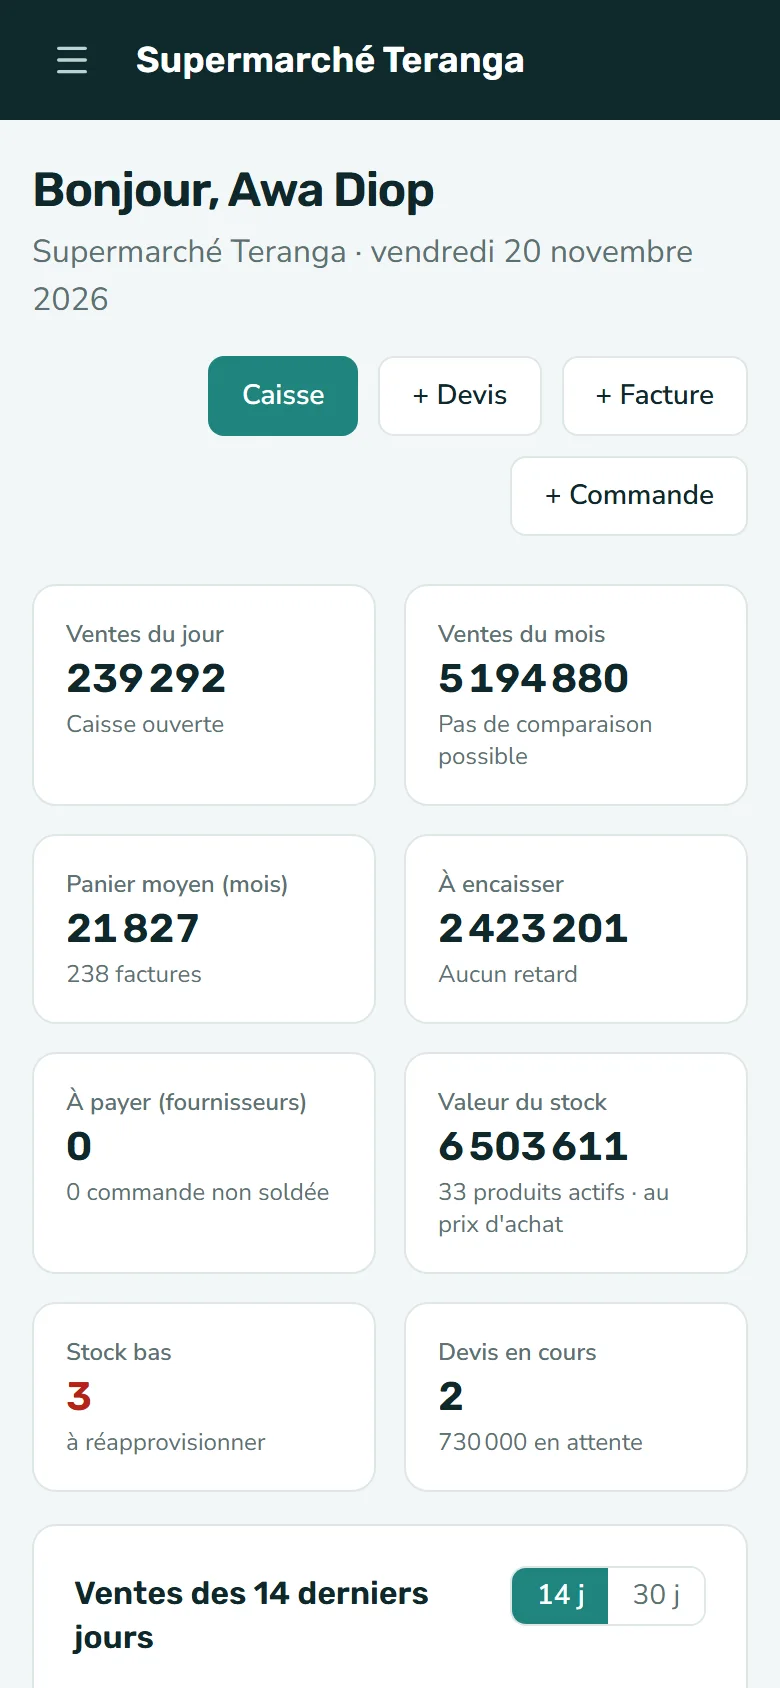 Supermarché Teranga
Bonjour, Awa Diop
Supermarché Teranga · vendredi 20 novembre
2026
Caisse
+ Devis
+ Facture
+ Commande
Ventes du jour
239 292
Caisse ouverte
Ventes du mois
5 194 880
Pas de comparaison
possible
Panier moyen (mois)
21 827
238 factures
À encaisser
2 423 201
Aucun retard
À payer (fournisseurs)
0
0 commande non soldée
Valeur du stock
6 503 611
33 produits actifs · au
prix d'achat
Stock bas
3
à réapprovisionner
Devis en cours
2
730 000 en attente
Ventes des 14 derniers
jours
14 j
30 j